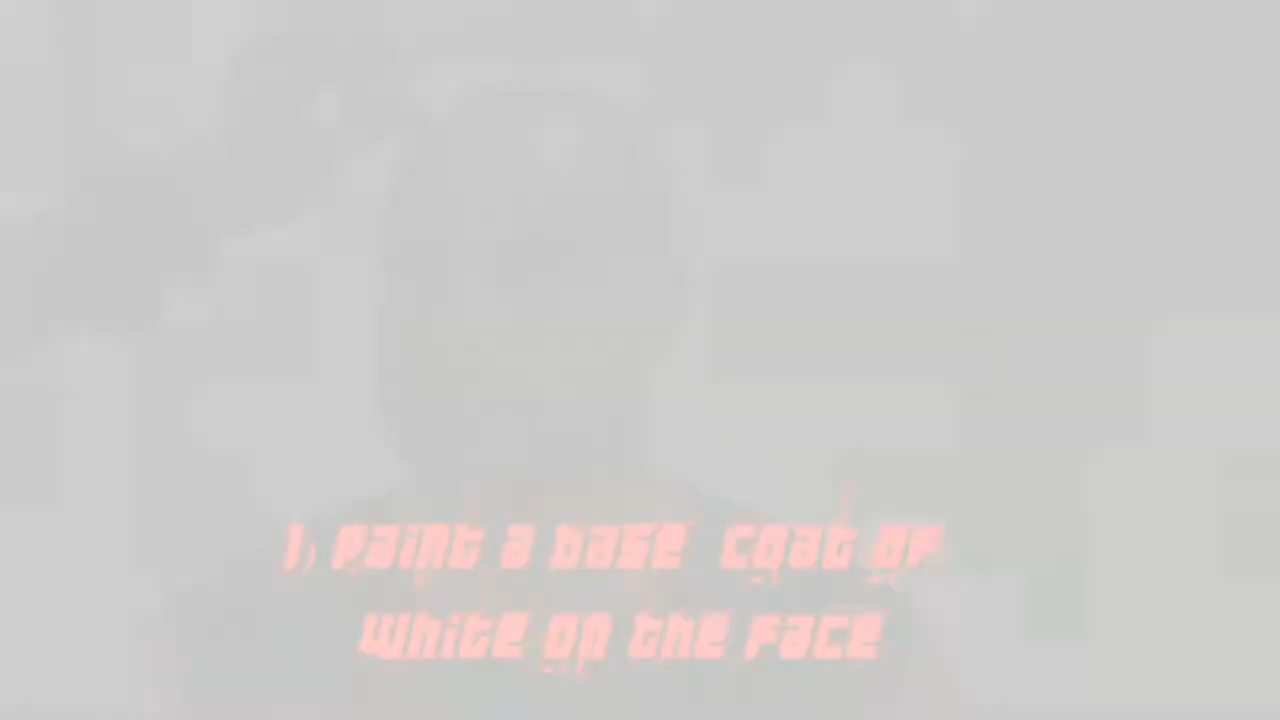 1) Paint a base coat of
white on the face